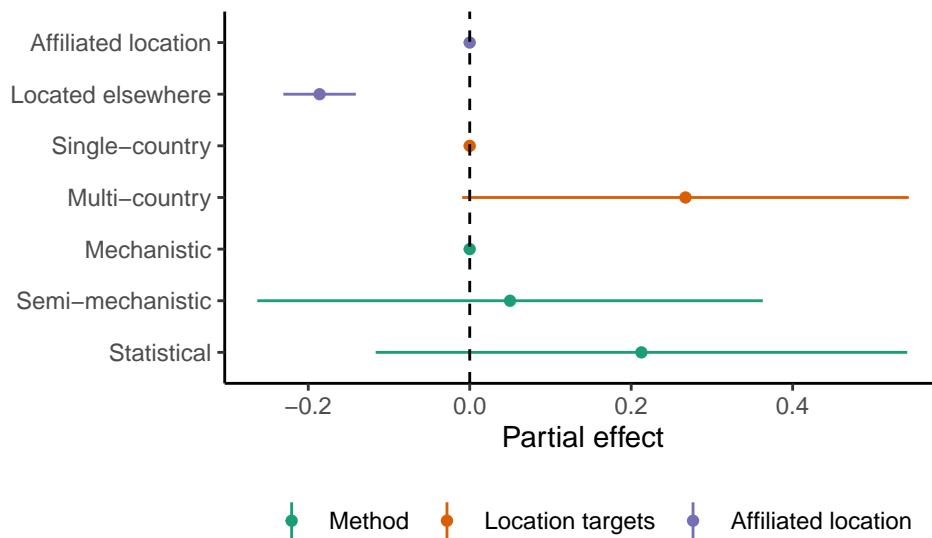 Affiliated location
Located elsewhere
Single−country
Multi−country
Mechanistic
Semi−mechanistic
Statistical
−0.2 0.0 0.2 0.4
Partial effect
Method Location targets Affiliated location